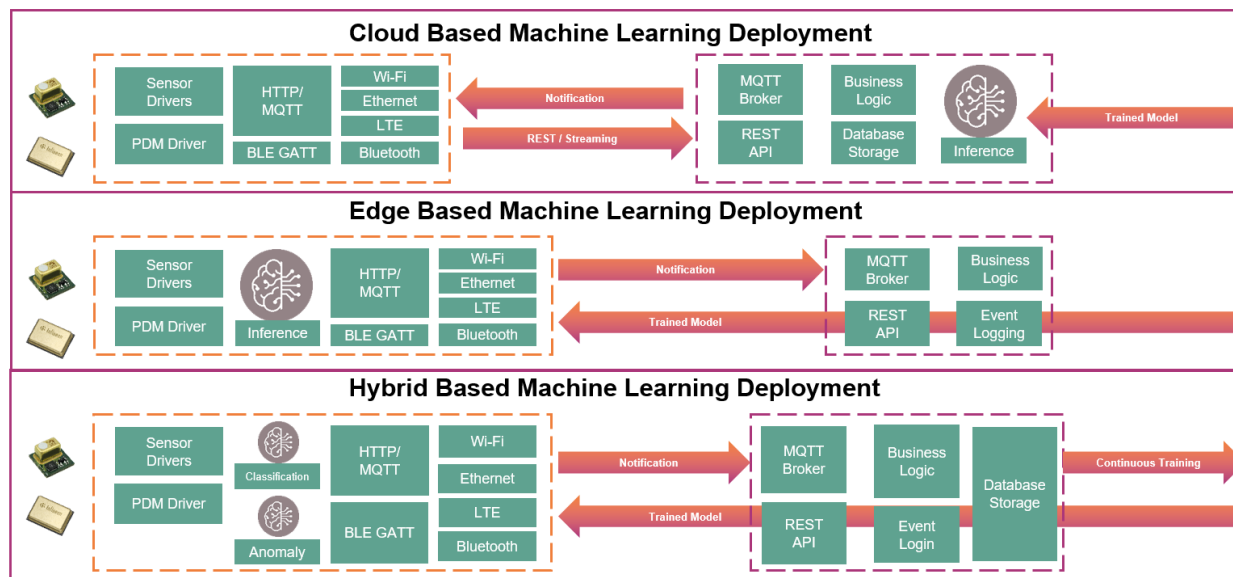 Cloud Based Machine Learning Deployment
Sensor
Drivers
PDM Driver
HTTP/
MQTT
BLE GATT
Wi-Fi
Ethernet
LTE
Bluetooth
Notification
REST / Streaming
MQTT
Broker
REST
API
Business
Logic
Database
Storage
Inference
Trained Model
Infineon
Edge Based Machine Learning Deployment
Sensor
Drivers
PDM Driver
Inference
HTTP/
MQTT
BLE GATT
Wi-Fi
Ethernet
LTE
Bluetooth
Notification
Trained Model
MQTT
Broker
REST
API
Business
Logic
Event
Logging
Infineon
Hybrid Based Machine Learning Deployment
Sensor
Drivers
PDM Driver
Classification
Anomaly
HTTP/
MQTT
BLE GATT
Wi-Fi
Ethernet
LTE
Bluetooth
Notification
Trained Model
MQTT
Broker
REST
API
Business
Logic
Event
Login
Database
Storage
Continuous Training
Infineon